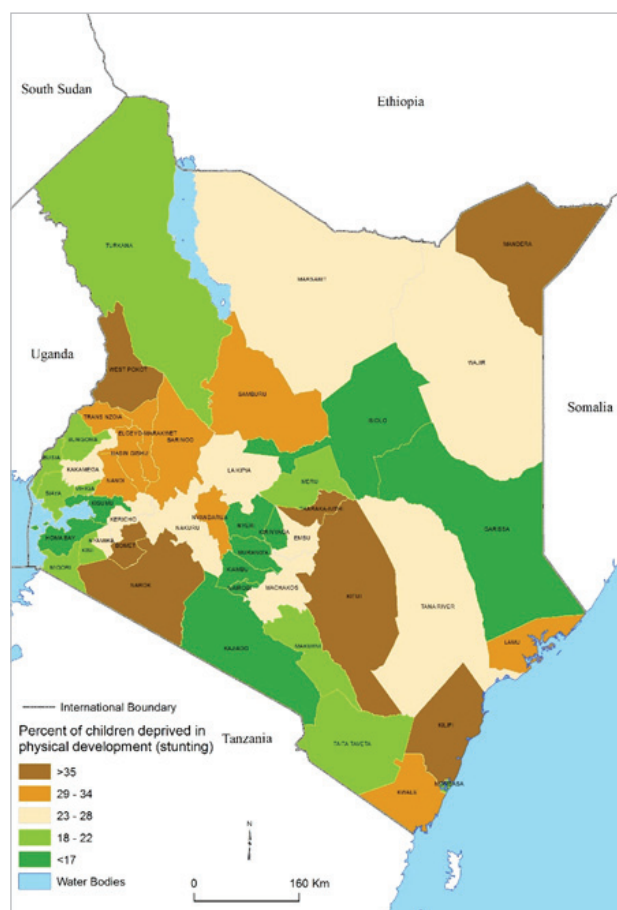 South Sudan
Ethiopia
TURKANA
MANDERA
MARSABIT
Uganda
WAJIR
WEST POKOT
Somalia
SAMBURU
TRANS NZOIA
ISIOLO
BUNGOMA
ELGEYO-MARAKWET
BARINGO
UASIN GISHU
BUSIA
KAKAMEGA
LAIKIPIA
NANDI
VIHIGA
MERU
SIAYA
KISUMU
GARISSA
KERICHO
NYANDARUA
NYERI
KIRINYAGA
HOMA BAY
NAKURU
EMBU
NYAMIRA
MURANGA
KISII
BOMET
KIAMBU
MIGORI
NAROK
NAIROBI
MACHAKOS
KITUI
TANA RIVER
LAMU
KAJIADO
MAKUENI
KILIFI
International Boundary
Percent of children deprived in
physical development (stunting)
Tanzania
TAITA TAVETA
>35
29 - 34
MOMBASA
KWALE
23 - 28
18 - 22
N
<17
Water Bodies
0 160 Km